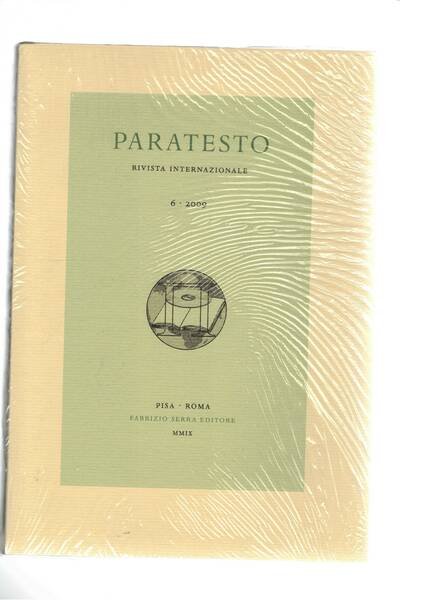 PARATESTO
RIVISTA INTERNAZIONALE
6 · 2009
PISA · ROMA
FABRIZIO SERRA EDITORE
MMIX